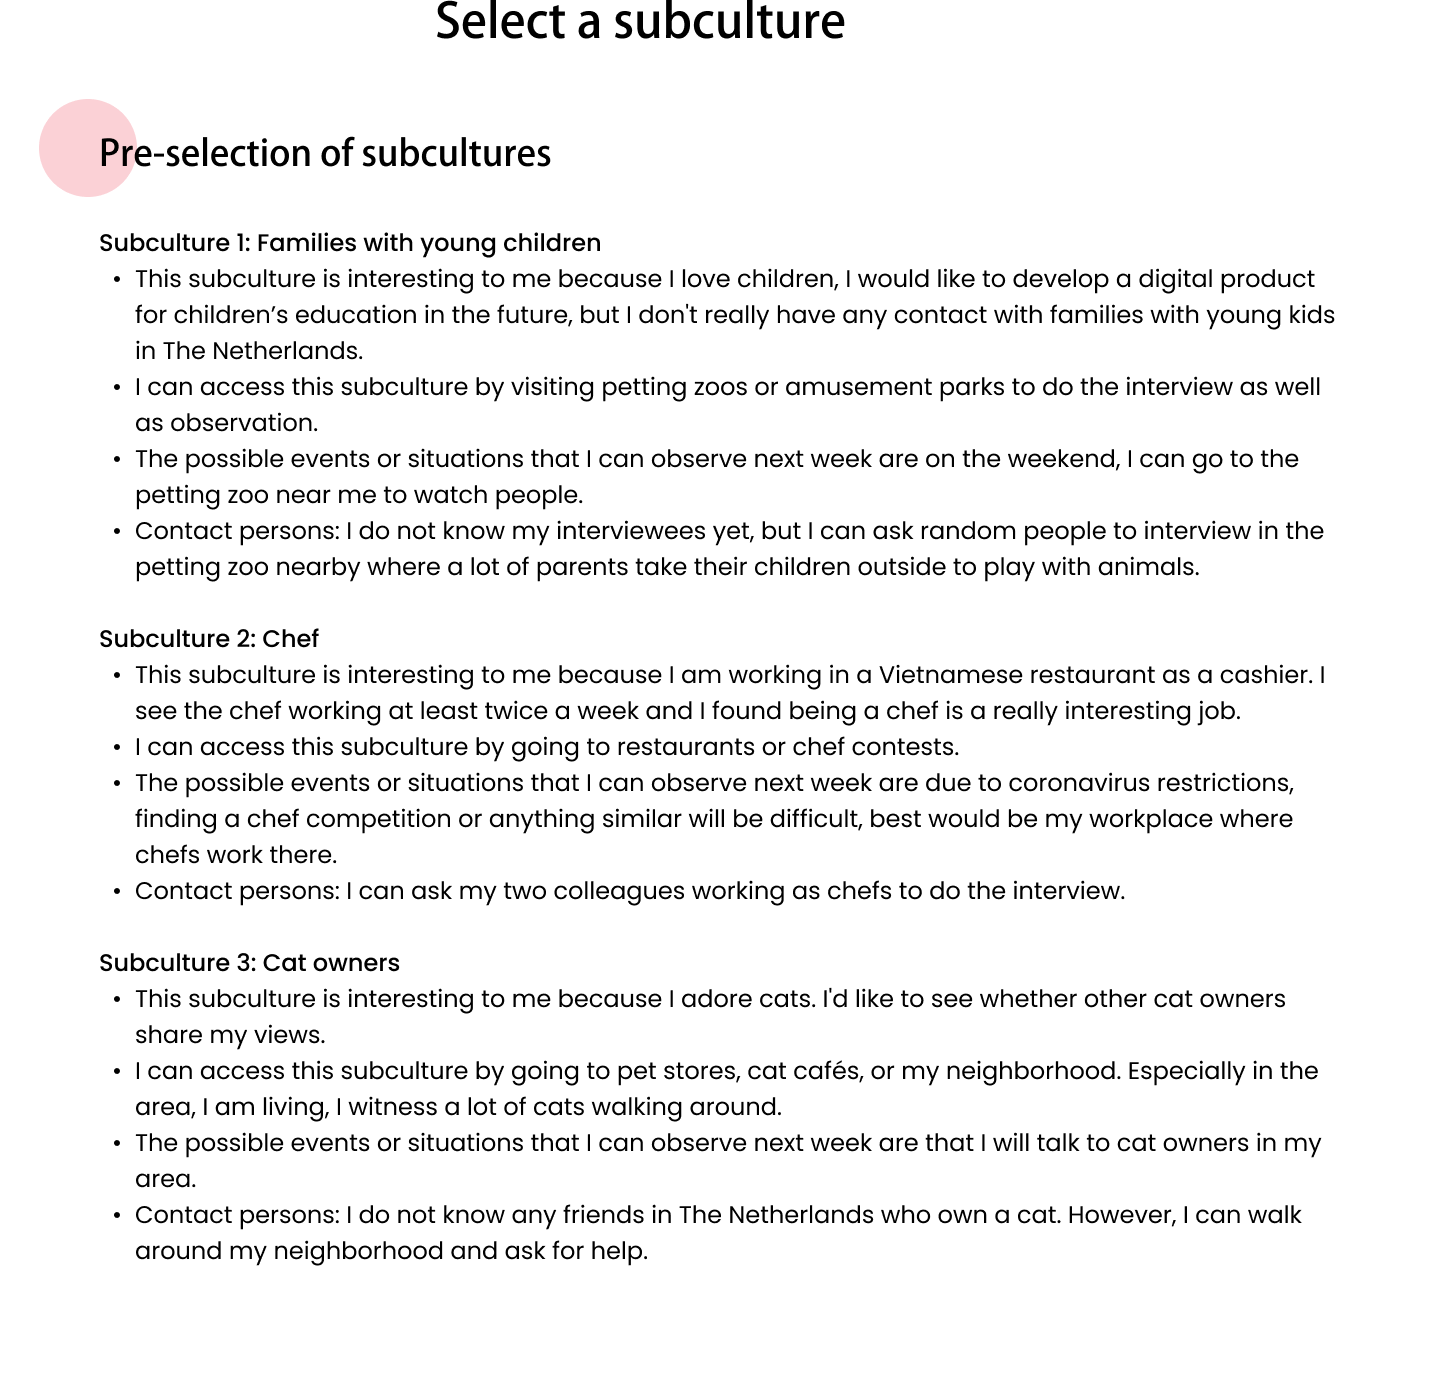 Select a subculture
Pre-selection of subcultures
Subculture 1: Families with young children
• This subculture is interesting to me because I love children, I would like to develop a digital product
for children’s education in the future, but I don't really have any contact with families with young kids
in The Netherlands.
• I can access this subculture by visiting petting zoos or amusement parks to do the interview as well
as observation.
• The possible events or situations that I can observe next week are on the weekend, I can go to the
petting zoo near me to watch people.
• Contact persons: I do not know my interviewees yet, but I can ask random people to interview in the
petting zoo nearby where a lot of parents take their children outside to play with animals.
Subculture 2: Chef
• This subculture is interesting to me because I am working in a Vietnamese restaurant as a cashier. I
see the chef working at least twice a week and I found being a chef is a really interesting job.
• I can access this subculture by going to restaurants or chef contests.
• The possible events or situations that I can observe next week are due to coronavirus restrictions,
finding a chef competition or anything similar will be difficult, best would be my workplace where
chefs work there.
• Contact persons: I can ask my two colleagues working as chefs to do the interview.
Subculture 3: Cat owners
• This subculture is interesting to me because I adore cats. I'd like to see whether other cat owners
share my views.
• I can access this subculture by going to pet stores, cat cafés, or my neighborhood. Especially in the
area, I am living, I witness a lot of cats walking around.
• The possible events or situations that I can observe next week are that I will talk to cat owners in my
area.
• Contact persons: I do not know any friends in The Netherlands who own a cat. However, I can walk
around my neighborhood and ask for help.